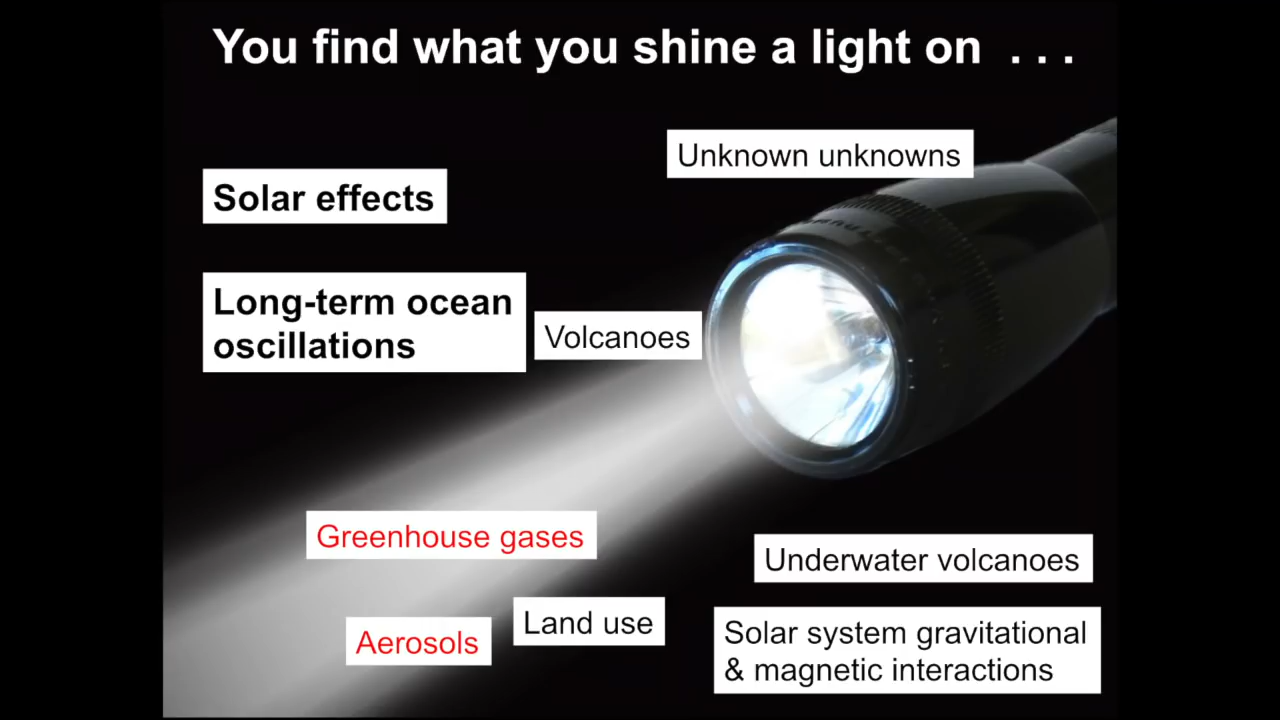 You find what you shine a light on . . .
Unknown unknowns
Solar effects
Long-term ocean
oscillations
Volcanoes
Greenhouse gases
Underwater volcanoes
Land use
Aerosols
Solar system gravitational
& magnetic interactions